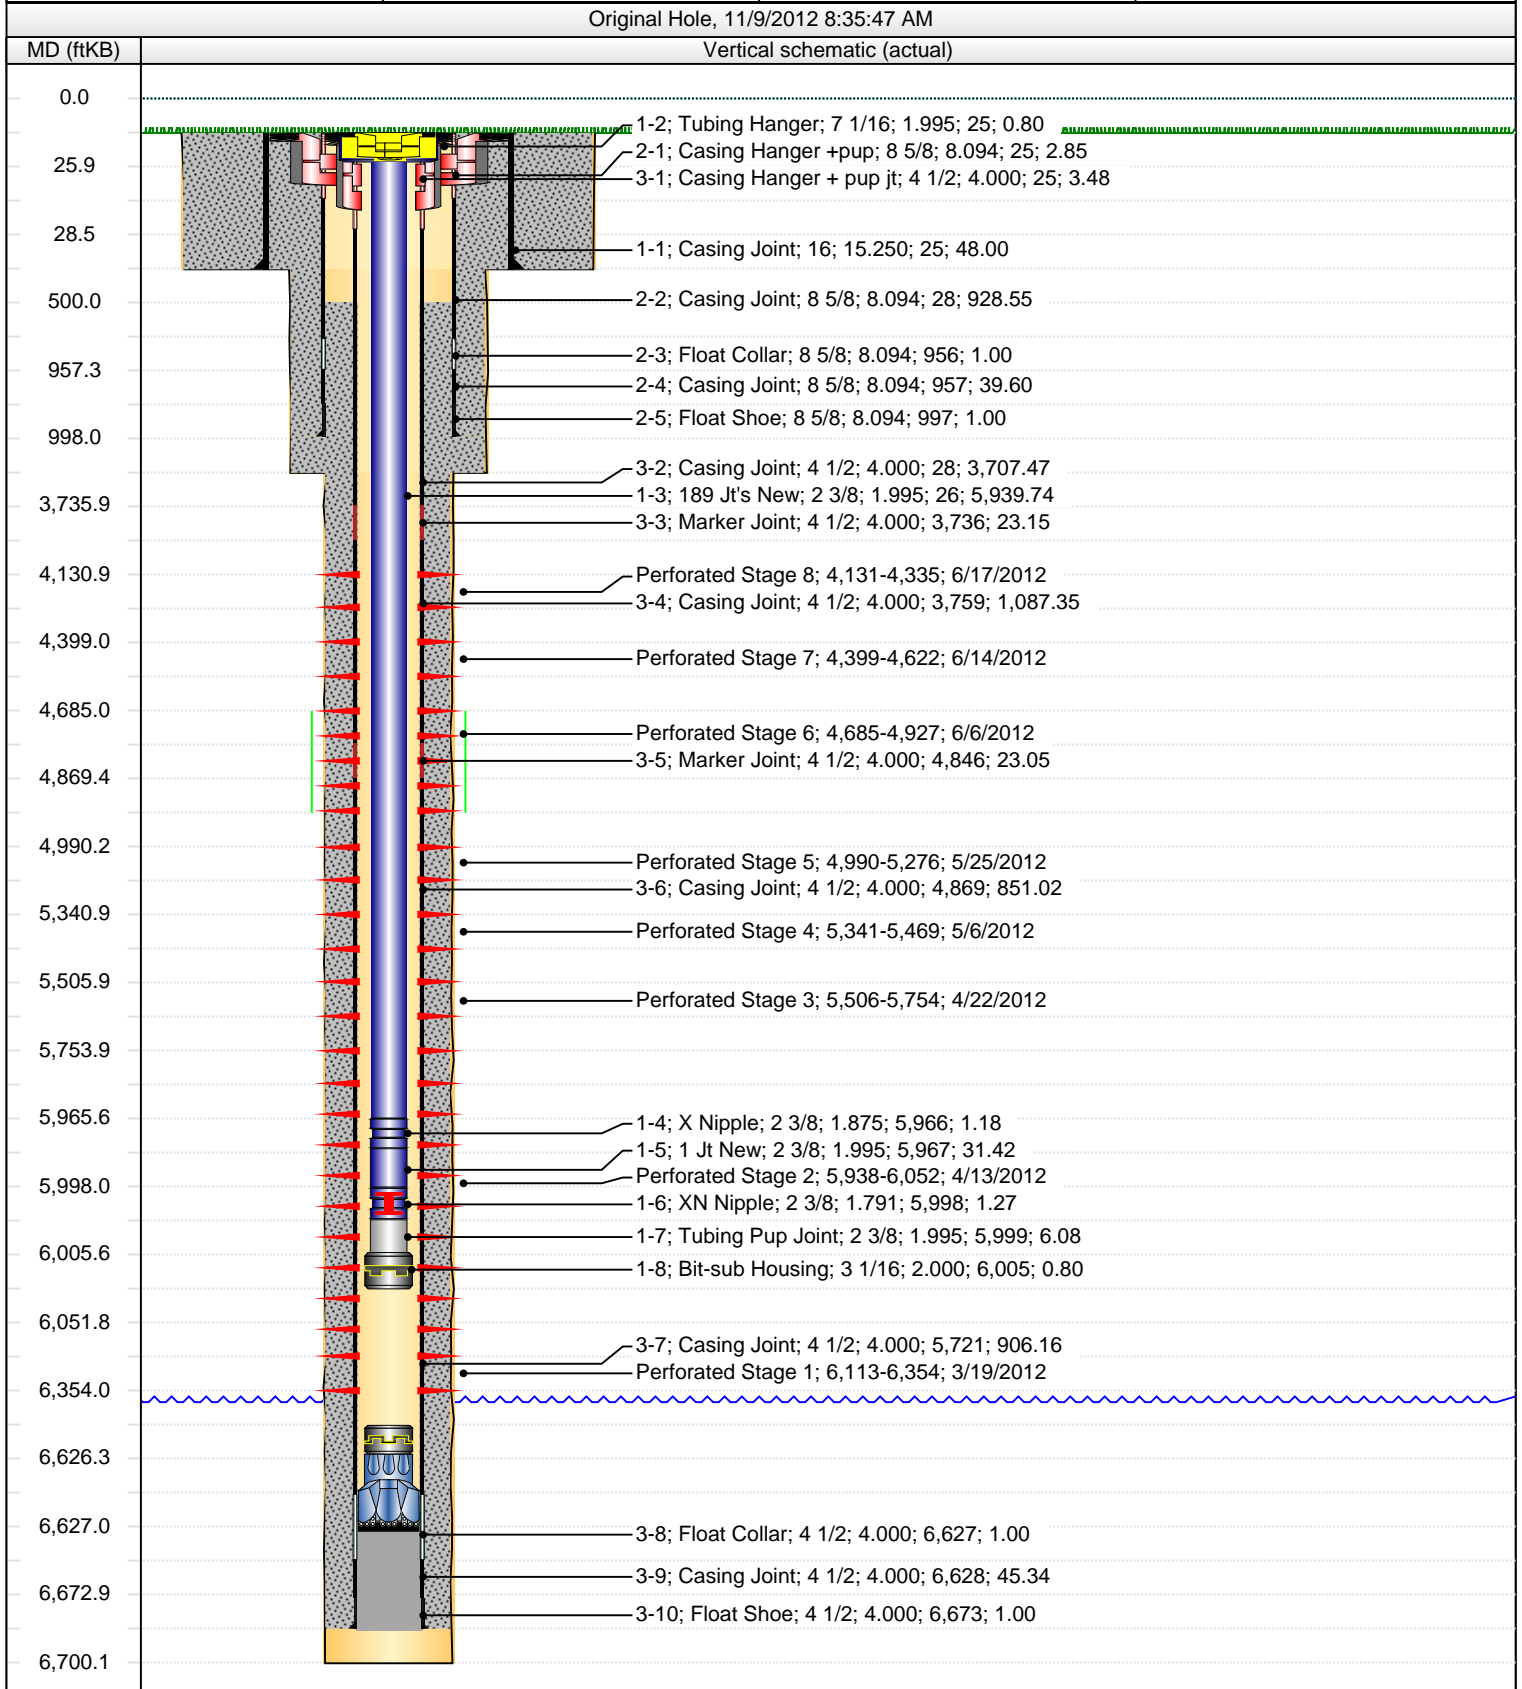 Original Hole, 11/9/2012 8:35:47 AM
MD (ftKB)
Vertical schematic (actual)
0.0
1-2; Tubing Hanger; 7 1/16; 1.995; 25; 0.80
2-1; Casing Hanger +pup; 8 5/8; 8.094; 25; 2.85
25.9
3-1; Casing Hanger + pup jt; 4 1/2; 4.000; 25; 3.48
28.5
1-1; Casing Joint; 16; 15.250; 25; 48.00
500.0
2-2; Casing Joint; 8 5/8; 8.094; 28; 928.55
2-3; Float Collar; 8 5/8; 8.094; 956; 1.00
957.3
2-4; Casing Joint; 8 5/8; 8.094; 957; 39.60
2-5; Float Shoe; 8 5/8; 8.094; 997; 1.00
998.0
3-2; Casing Joint; 4 1/2; 4.000; 28; 3,707.47
1-3; 189 Jt's New; 2 3/8; 1.995; 26; 5,939.74
3,735.9
3-3; Marker Joint; 4 1/2; 4.000; 3,736; 23.15
4,130.9
Perforated Stage 8; 4,131-4,335; 6/17/2012
3-4; Casing Joint; 4 1/2; 4.000; 3,759; 1,087.35
4,399.0
Perforated Stage 7; 4,399-4,622; 6/14/2012
4,685.0
Perforated Stage 6; 4,685-4,927; 6/6/2012
3-5; Marker Joint; 4 1/2; 4.000; 4,846; 23.05
4,869.4
4,990.2
Perforated Stage 5; 4,990-5,276; 5/25/2012
3-6; Casing Joint; 4 1/2; 4.000; 4,869; 851.02
5,340.9
Perforated Stage 4; 5,341-5,469; 5/6/2012
5,505.9
Perforated Stage 3; 5,506-5,754; 4/22/2012
5,753.9
5,965.6
1-4; X Nipple; 2 3/8; 1.875; 5,966; 1.18
1-5; 1 Jt New; 2 3/8; 1.995; 5,967; 31.42
Perforated Stage 2; 5,938-6,052; 4/13/2012
5,998.0
1-6; XN Nipple; 2 3/8; 1.791; 5,998; 1.27
1-7; Tubing Pup Joint; 2 3/8; 1.995; 5,999; 6.08
6,005.6
1-8; Bit-sub Housing; 3 1/16; 2.000; 6,005; 0.80
6,051.8
3-7; Casing Joint; 4 1/2; 4.000; 5,721; 906.16
Perforated Stage 1; 6,113-6,354; 3/19/2012
6,354.0
6,626.3
6,627.0
3-8; Float Collar; 4 1/2; 4.000; 6,627; 1.00
3-9; Casing Joint; 4 1/2; 4.000; 6,628; 45.34
6,672.9
3-10; Float Shoe; 4 1/2; 4.000; 6,673; 1.00
6,700.1